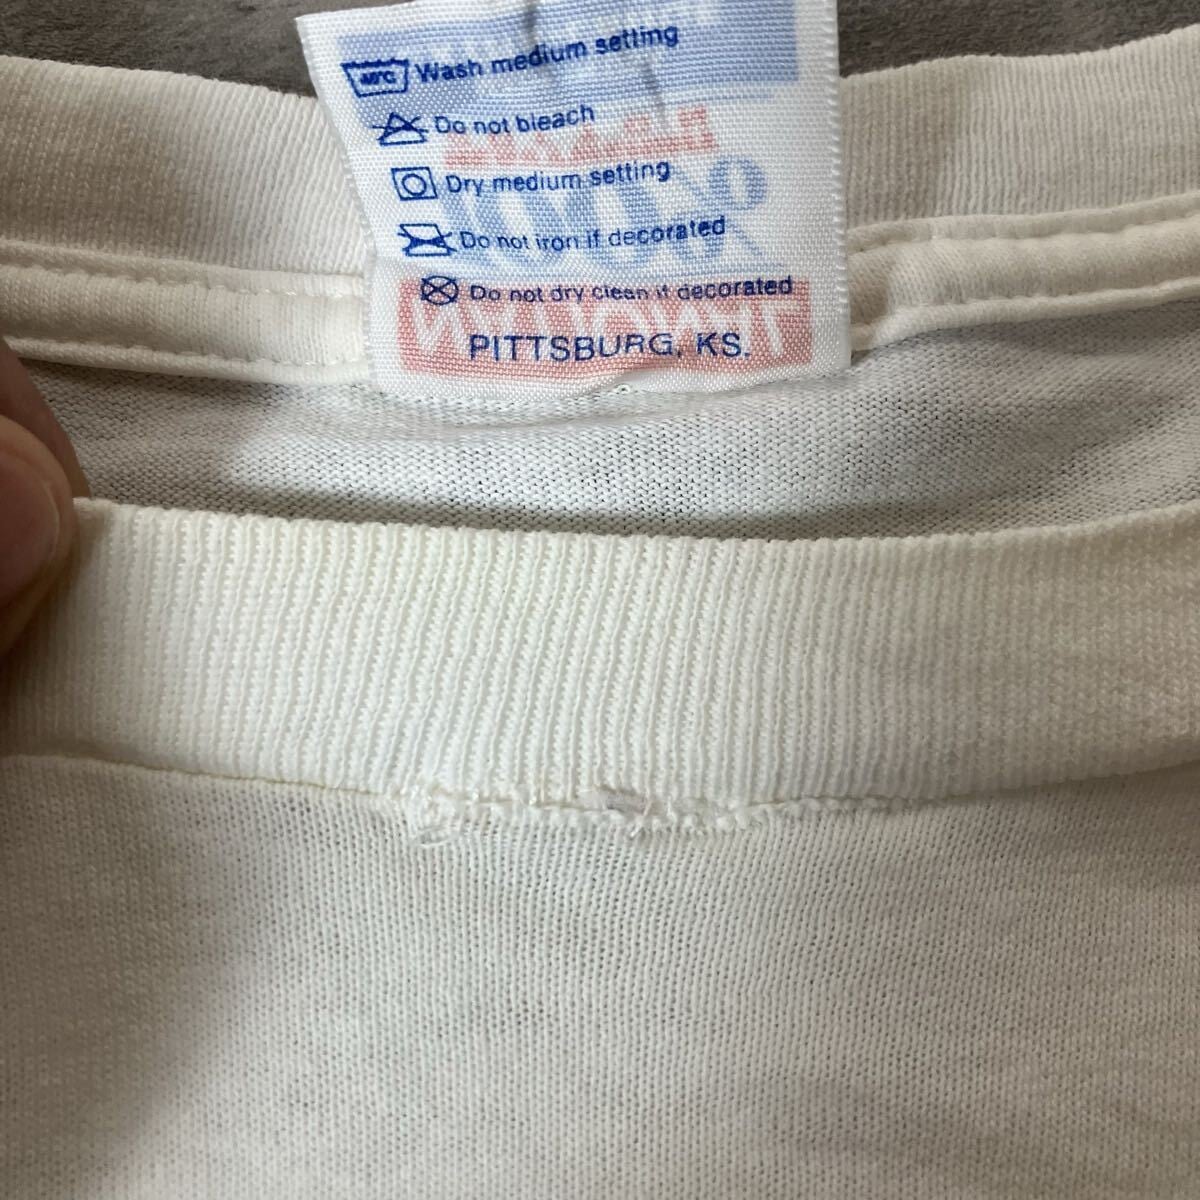 40°C Wash medium setting
Do not bleach
Dry medium setting
Do not iron if decorated
Do not dry clean if decorated
PITTSBURG, KS.